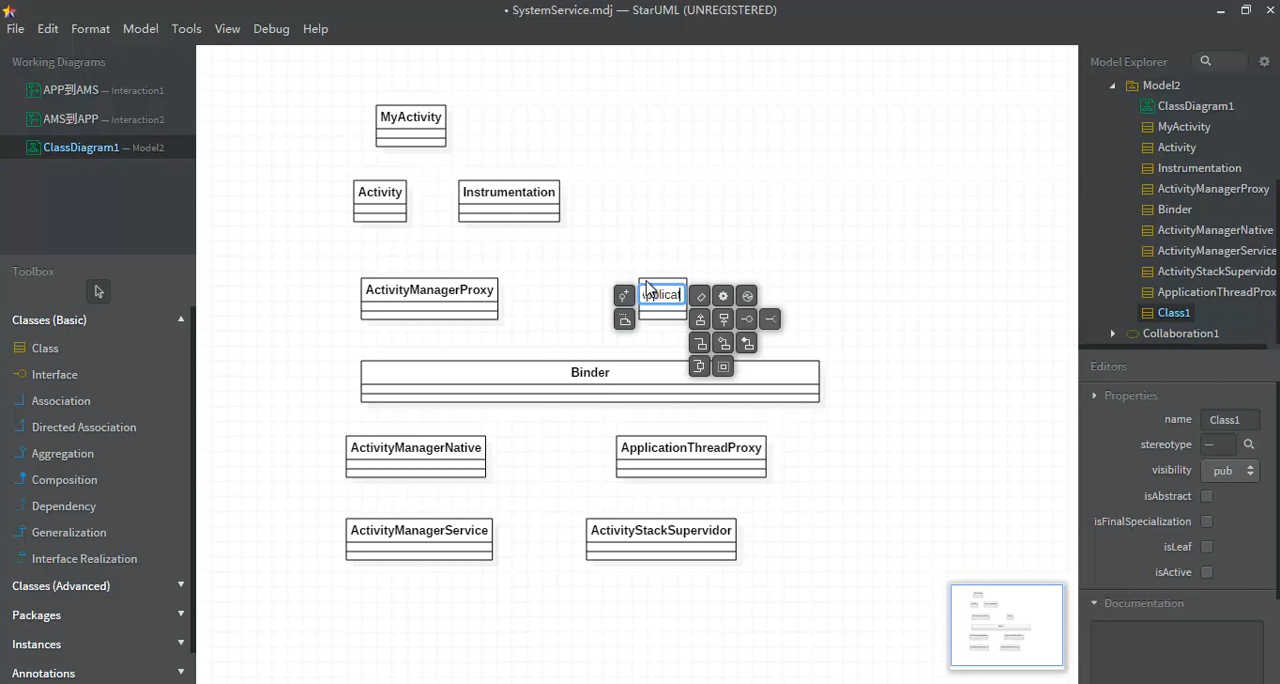 • SystemService.mdj — StarUML (UNREGISTERED)
File Edit Format Model Tools View Debug Help
Working Diagrams
APP到AMS — Interaction1
AMS到APP — Interaction2
ClassDiagram1 — Model2
Toolbox
Classes (Basic)
Class
Interface
Association
Directed Association
Aggregation
Composition
Dependency
Generalization
Interface Realization
Classes (Advanced)
Packages
Instances
Annotations
MyActivity
Activity
Instrumentation
ActivityManagerProxy
Applicat
Binder
ActivityManagerNative
ApplicationThreadProxy
ActivityManagerService
ActivityStackSupervidor
Model Explorer
Model2
ClassDiagram1
MyActivity
Activity
Instrumentation
ActivityManagerProxy
Binder
ActivityManagerNative
ActivityManagerService
ActivityStackSupervido
ApplicationThreadProx
Class1
Collaboration1
Editors
Properties
name Class1
stereotype —
visibility pub
isAbstract
isFinalSpecialization
isLeaf
isActive
Documentation